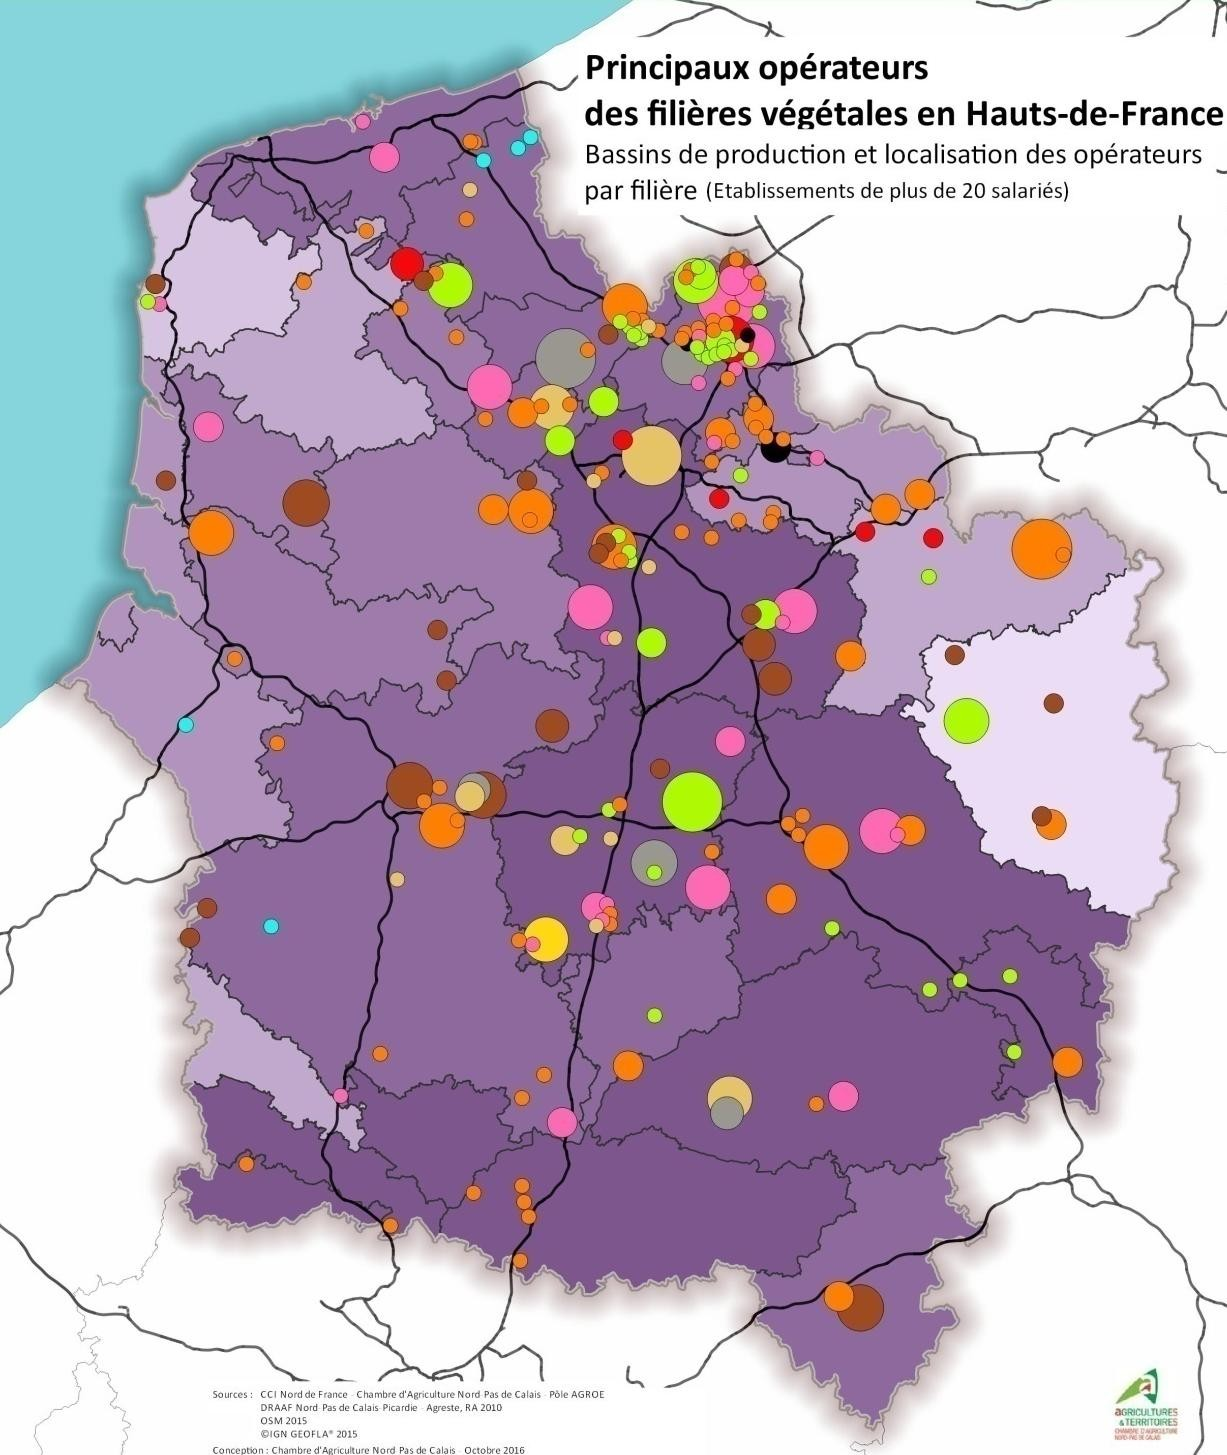 Principaux opérateurs
des filières végétales en Hauts-de-France
Bassins de production et localisation des opérateurs
par filière (Etablissements de plus de 20 salariés)
Sources : CCI Nord de France - Chambre d'Agriculture Nord-Pas de Calais - Pôle AGROE
DRAAF Nord-Pas de Calais-Picardie - Agreste, RA 2010
OSM 2015
©IGN GEOFLA® 2015
Conception : Chambre d'Agriculture Nord-Pas de Calais - Octobre 2016
AGRICULTURES
& TERRITOIRES
CHAMBRE D'AGRICULTURE
NORD-PAS DE CALAIS